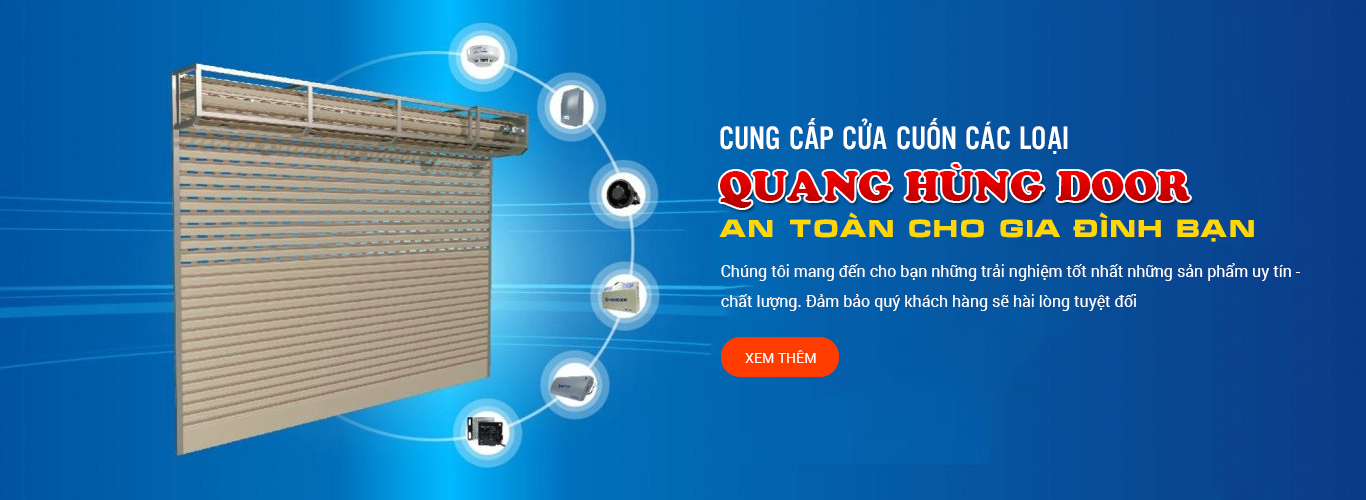 CUNG CẤP CỬA CUỐN CÁC LOẠI
QUANG HÙNG DOOR
AN TOÀN CHO GIA ĐÌNH BẠN
Chúng tôi mang đến cho bạn những trải nghiệm tốt nhất những sản phẩm uy tín -
chất lượng. Đảm bảo quý khách hàng sẽ hài lòng tuyệt đối
XEM THÊM